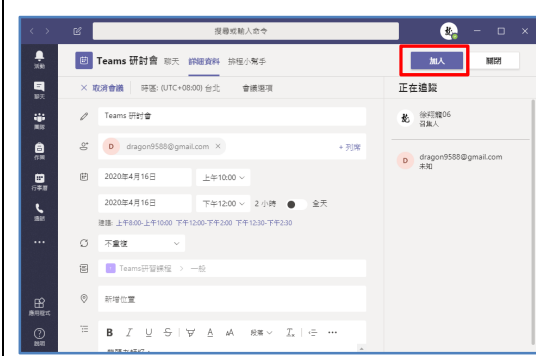 搜尋或輸入命令
Teams 研討會 聊天 詳細資料 排程小幫手
加入 關閉
× 取消會議 時區: (UTC+08:00) 台北 會議選項
正在追蹤
Teams 研討會
徐翊龍06
召集人
D dragon9588@gmail.com ×
+ 列席
D dragon9588@gmail.com
未知
2020年4月16日 上午10:00
2020年4月16日 下午12:00 2 小時 全天
建議: 上午8:00-上午10:00 下午12:00-下午2:00 下午12:30-下午2:30
不重複
Teams研習課程 > 一般
新增位置
B I U S A AA 段落
活動
聊天
團隊
作業
行事曆
通話
應用程式
說明